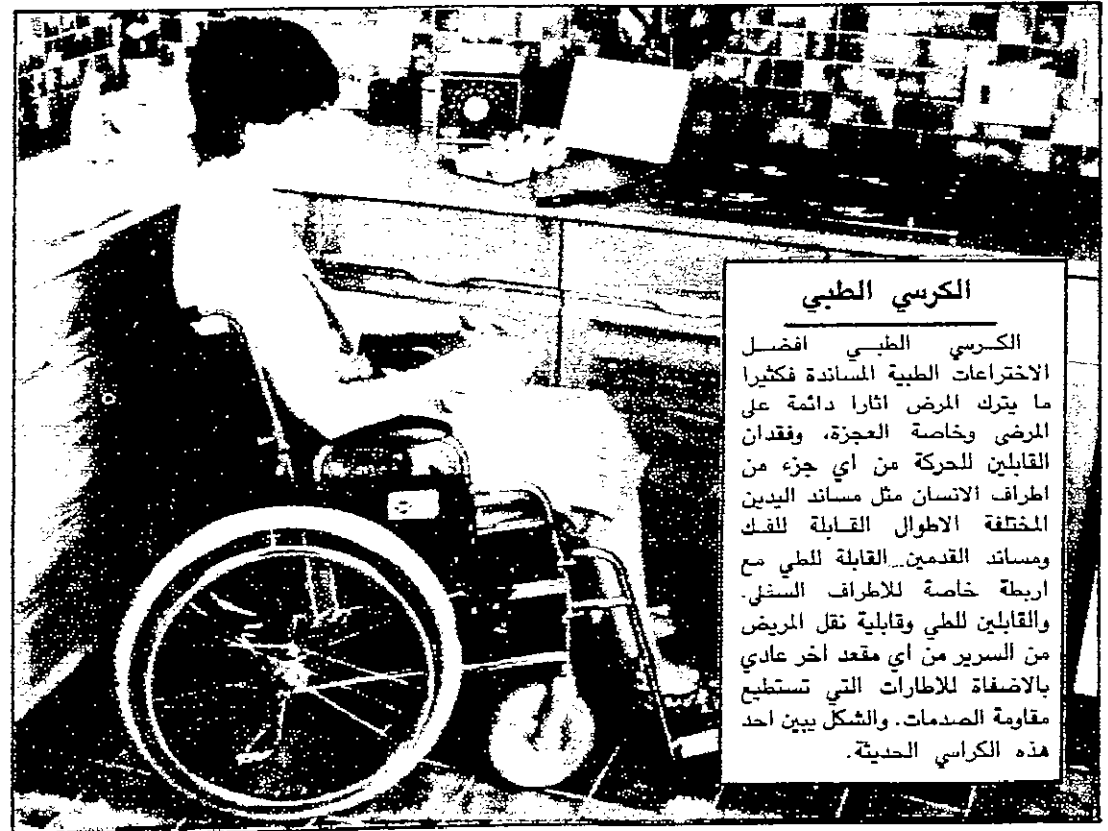 الكرسي الطبي
الكرسي الطبي افضل
الاختراعات الطبية المساندة فكثيرا
ما يترك المرض اثارا دائمة على
المرضى وخاصة العجزة، وفقدان
القابلين للحركة من اي جزء من
اطراف الانسان مثل مساند اليدين
المختلفة الاطوال القابلة للفك
ومساند القدمين القابلة للطي مع
اربطة خاصة للاطراف السفلى.
والقابلين للطي وقابلية نقل المريض
من السرير من اي مقعد اخر عادي
بالاضفاة للاطارات التي تستطيع
مقاومة الصدمات. والشكل يبين احد
هذه الكراسي الحديثة.